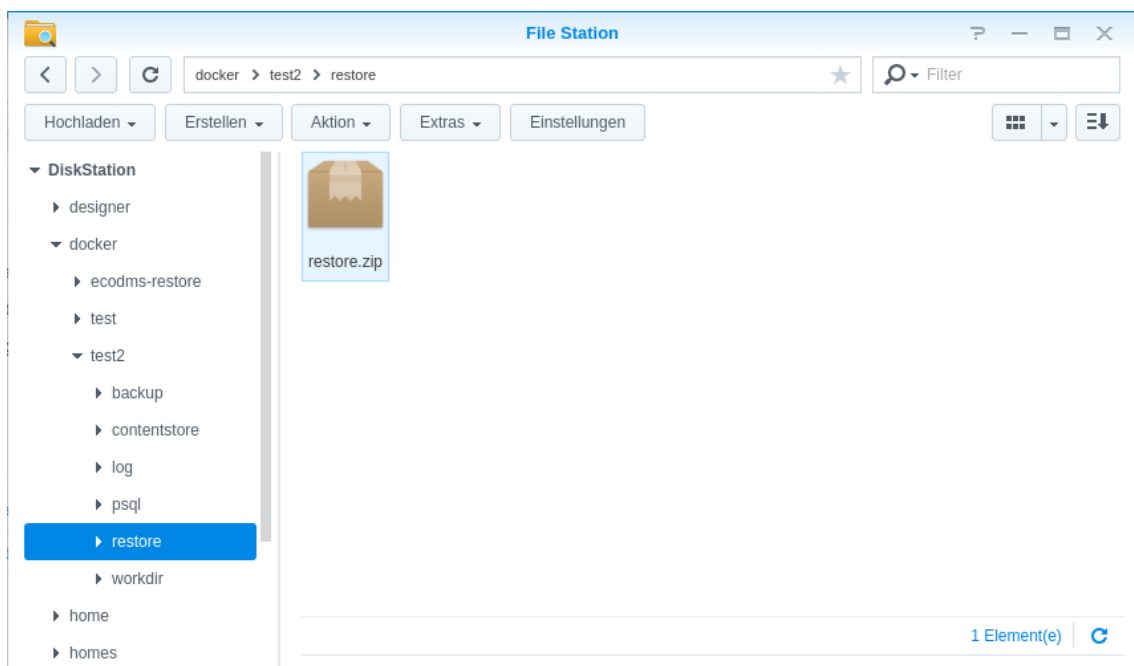 File Station
docker > test2 > restore
Filter
Hochladen
Erstellen
Aktion
Extras
Einstellungen
DiskStation
designer
docker
ecodms-restore
test
test2
backup
contentstore
log
psql
restore
workdir
home
homes
restore.zip
1 Element(e)